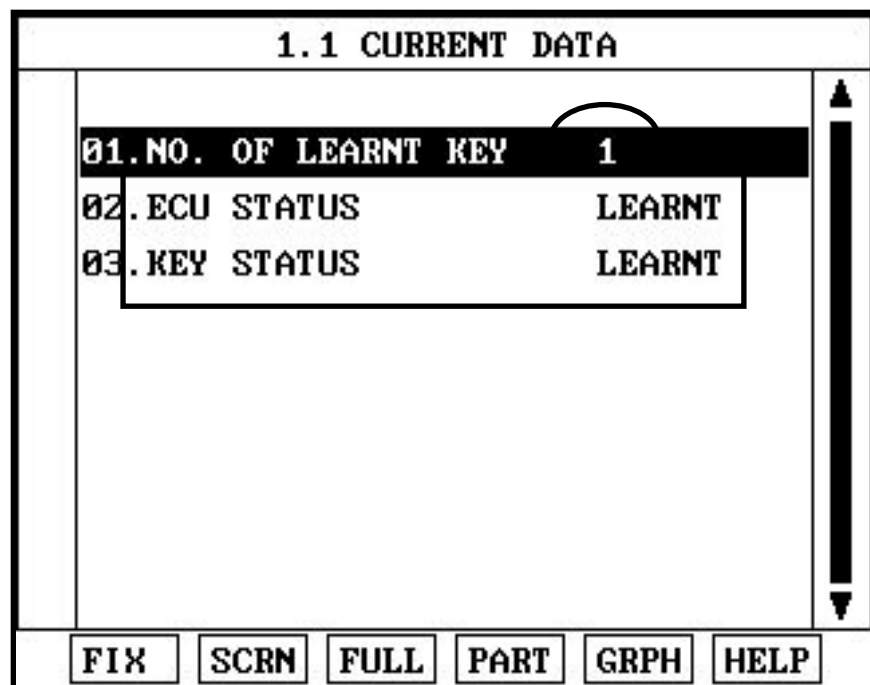 1.1 CURRENT DATA
01.NO. OF LEARNT KEY 1
02.ECU STATUS LEARNT
03.KEY STATUS LEARNT
FIX SCRN FULL PART GRPH HELP